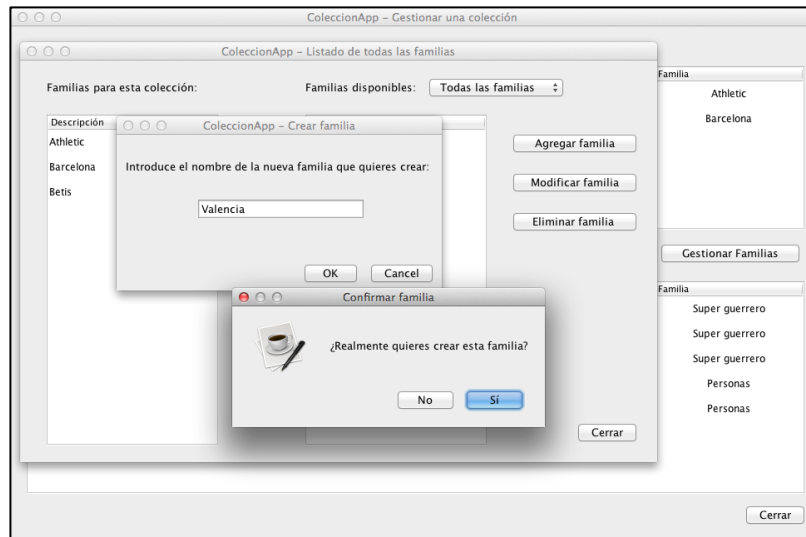 ColeccionApp – Gestionar una colección
ColeccionApp – Listado de todas las familias
Familias para esta colección:
Familias disponibles:
Todas las familias
Descripción
Athletic
Barcelona
Betis
ColeccionApp – Crear familia
Introduce el nombre de la nueva familia que quieres crear:
Valencia
OK
Cancel
Agregar familia
Modificar familia
Eliminar familia
Confirmar familia
¿Realmente quieres crear esta familia?
No
Sí
Cerrar
Familia
Athletic
Barcelona
Gestionar Familias
Familia
Super guerrero
Super guerrero
Super guerrero
Personas
Personas
Cerrar